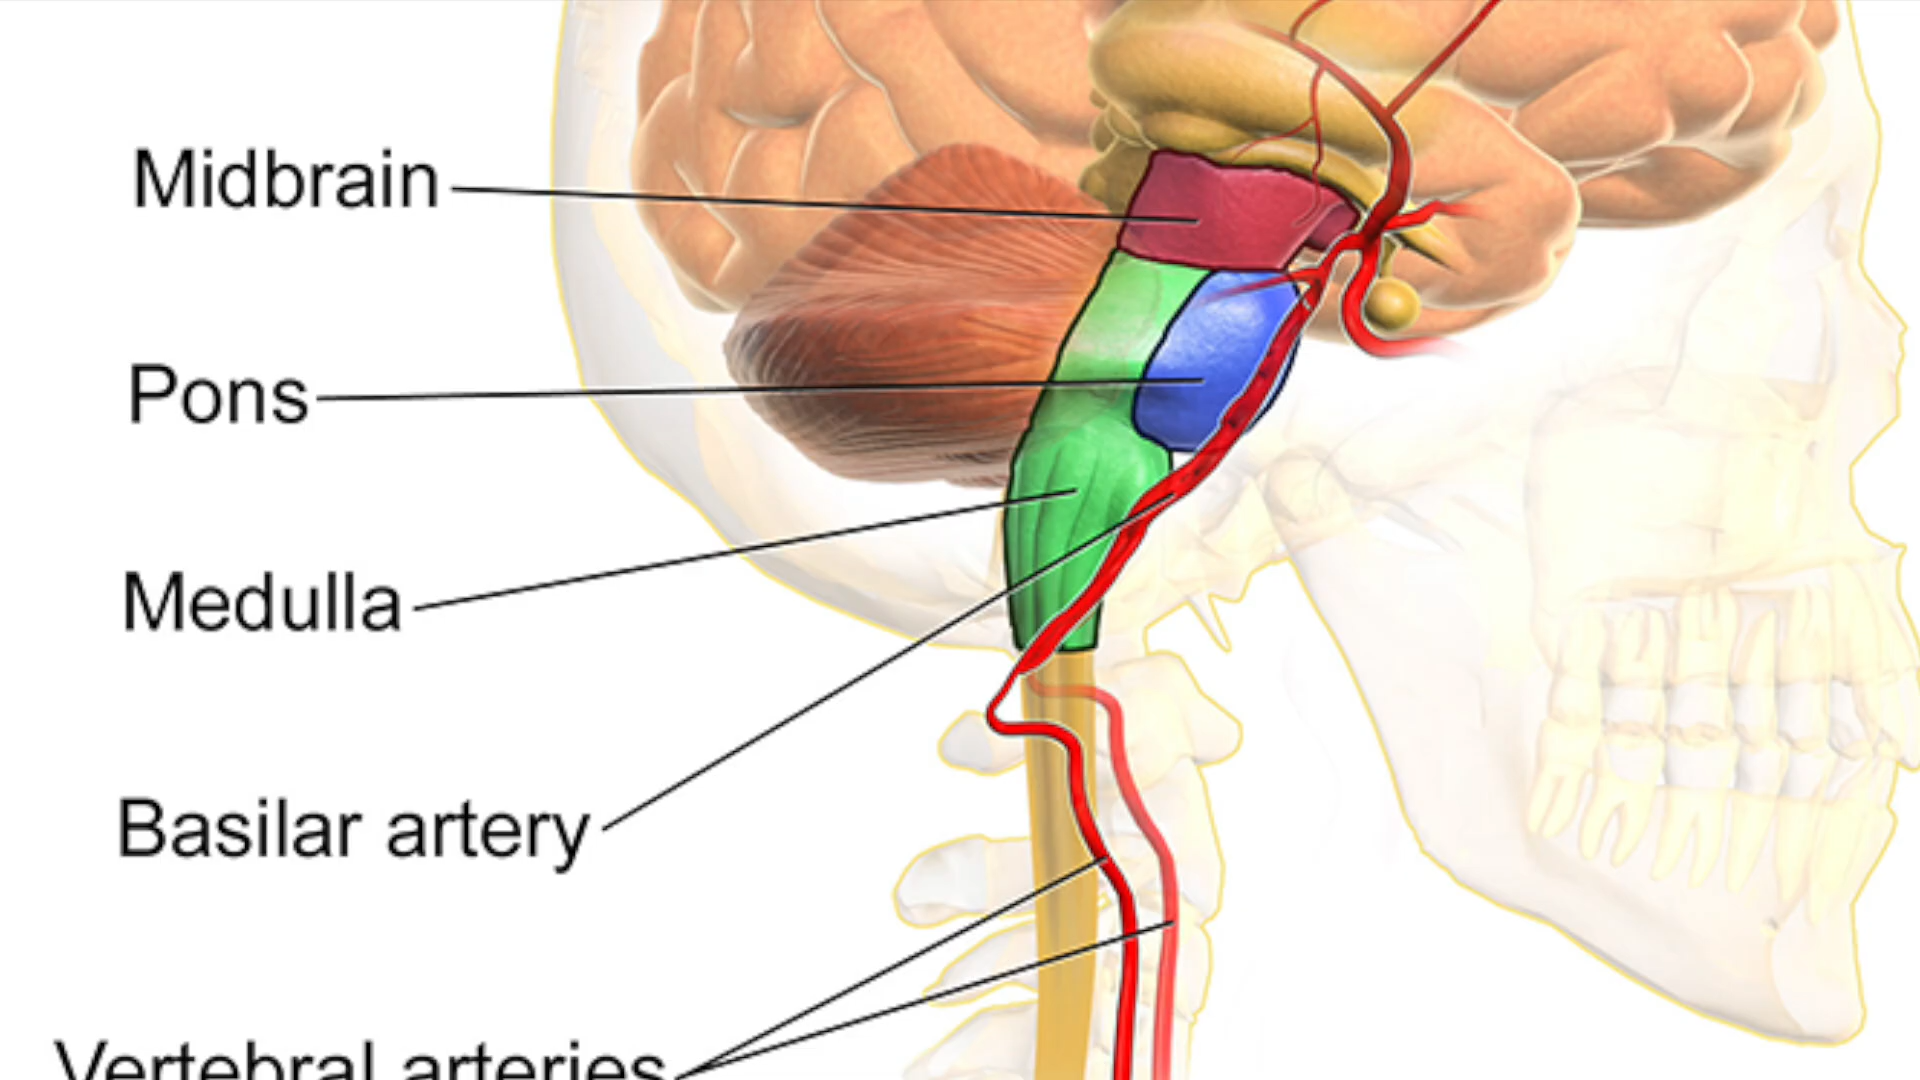 Midbrain
Pons
Medulla
Basilar artery
Vertebral arteries